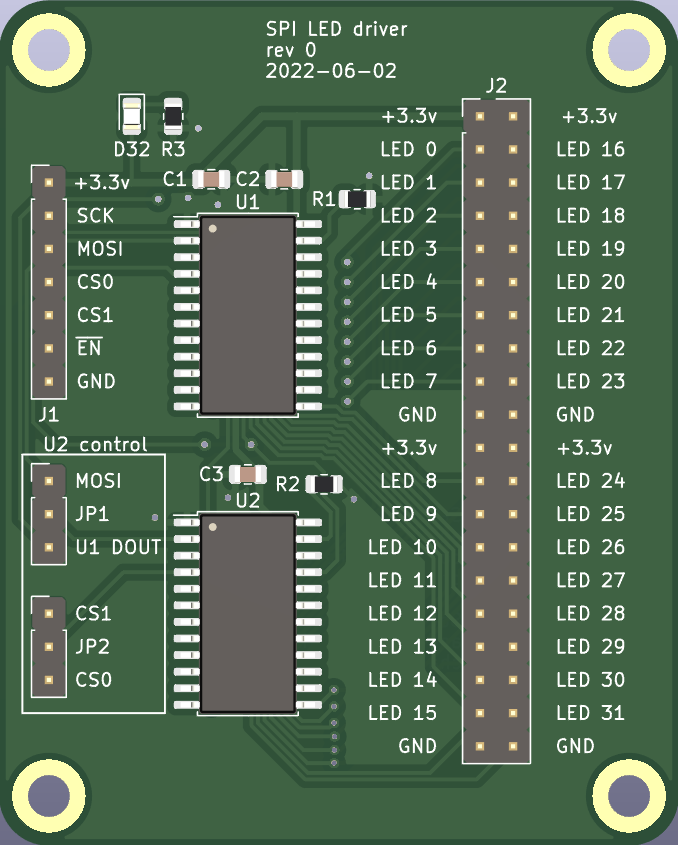 SPI LED driver
rev 0
2022-06-02
J2
+3.3v
+3.3v
D32
R3
LED 0
LED 16
C1
C2
+3.3v
LED 1
LED 17
U1
R1
SCK
LED 2
LED 18
MOSI
LED 3
LED 19
CS0
LED 4
LED 20
CS1
LED 5
LED 21
EN
LED 6
LED 22
GND
LED 7
LED 23
J1
GND
GND
U2 control
+3.3v
+3.3v
MOSI
C3
R2
LED 8
LED 24
U2
JP1
LED 9
LED 25
U1 DOUT
LED 10
LED 26
LED 11
LED 27
CS1
LED 12
LED 28
JP2
LED 13
LED 29
CS0
LED 14
LED 30
LED 15
LED 31
GND
GND